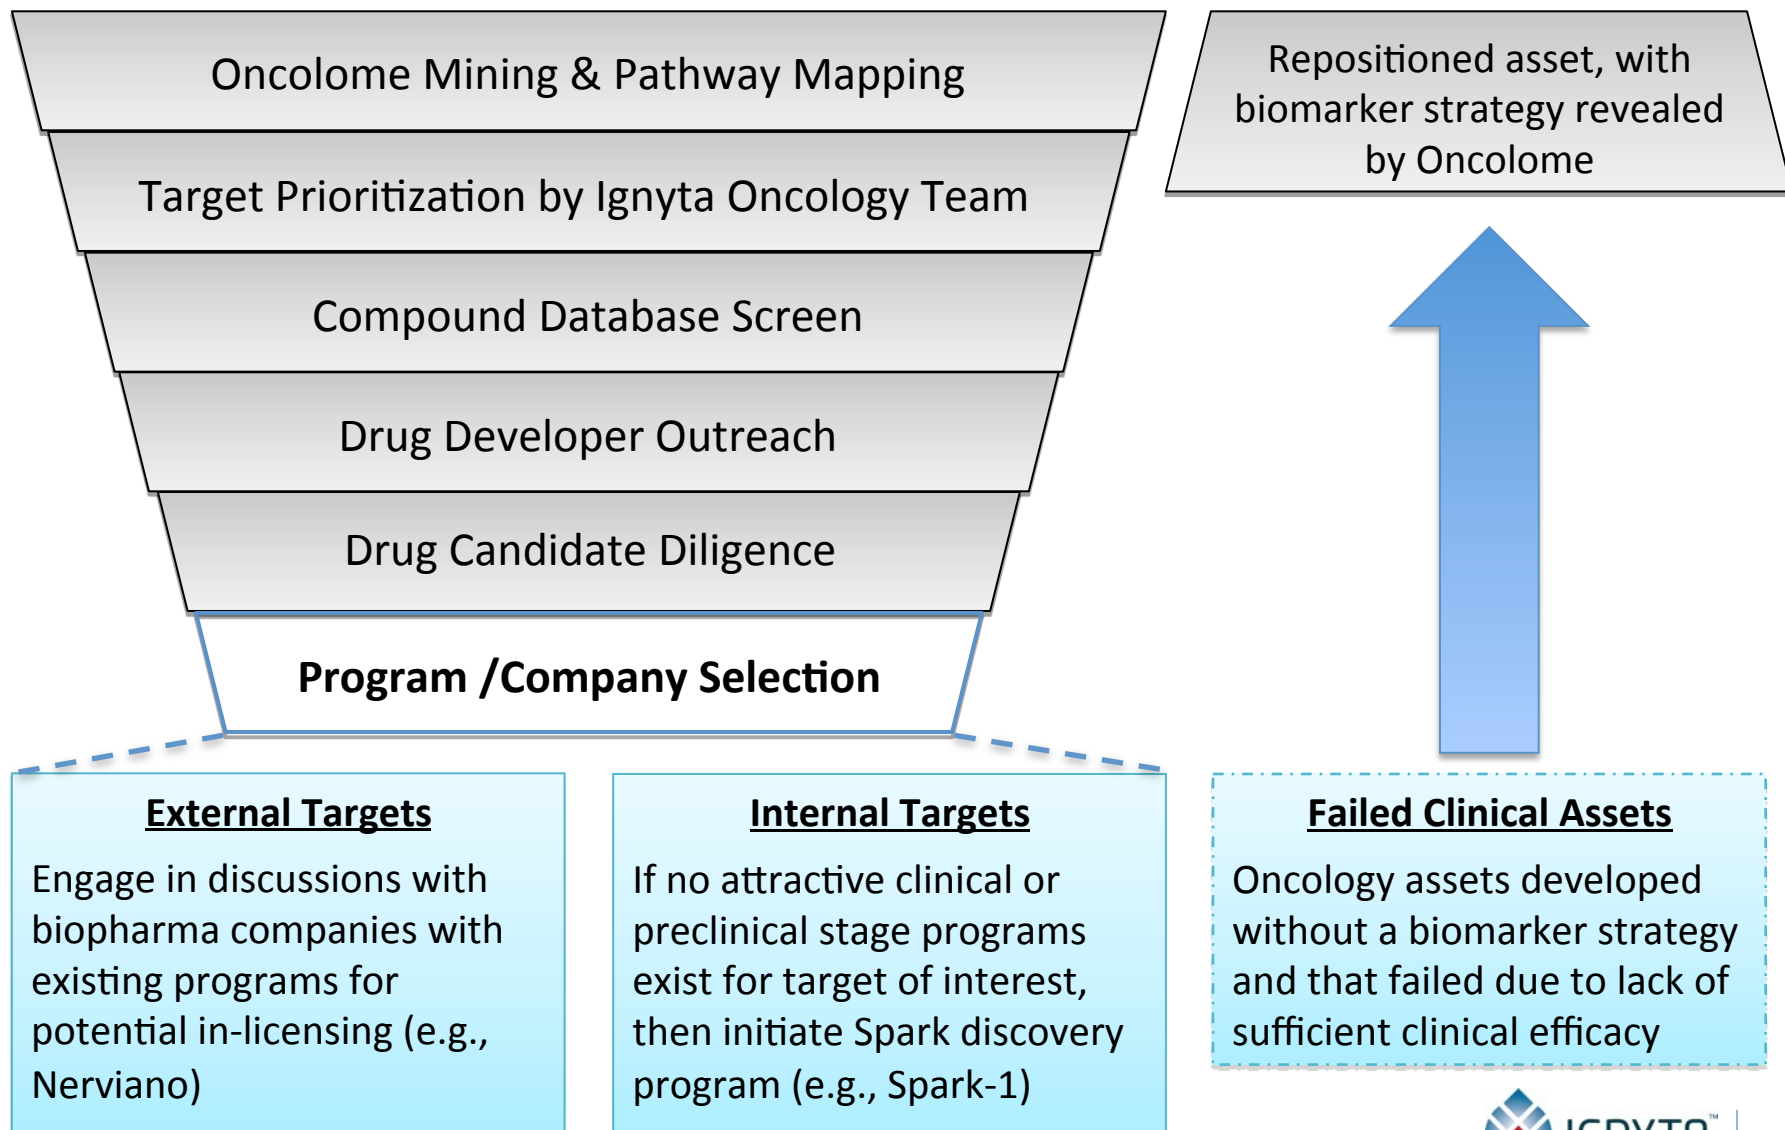 Oncolome Mining & Pathway Mapping
Target Prioritization by Ignyta Oncology Team
Compound Database Screen
Drug Developer Outreach
Drug Candidate Diligence
Program /Company Selection
External Targets
Engage in discussions with
biopharma companies with
existing programs for
potential in-licensing (e.g.,
Nerviano)
Internal Targets
If no attractive clinical or
preclinical stage programs
exist for target of interest,
then initiate Spark discovery
program (e.g., Spark-1)
Repositioned asset, with
biomarker strategy revealed
by Oncolome
Failed Clinical Assets
Oncology assets developed
without a biomarker strategy
and that failed due to lack of
sufficient clinical efficacy
IGNYTA™